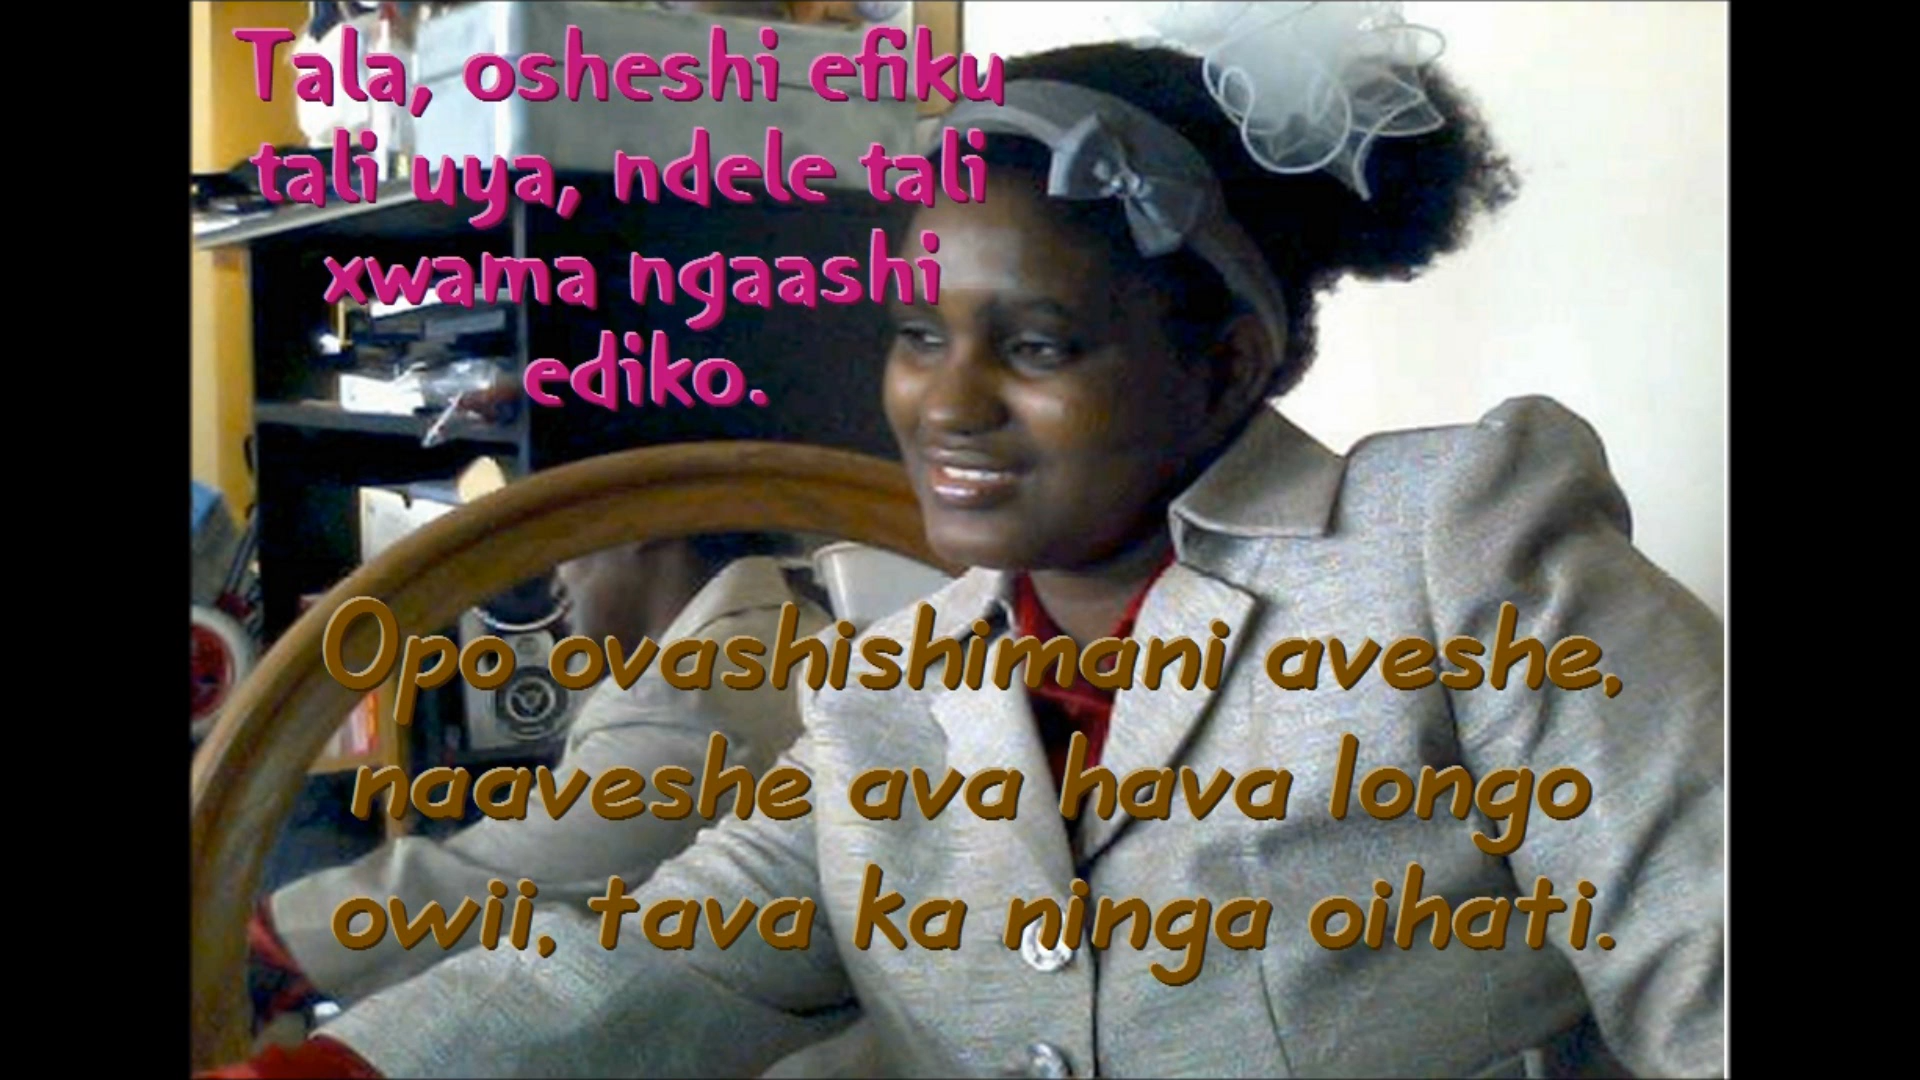 Tala, osheshi efiku
tali uya, ndele tali
xwama ngaashi
ediko.
Opo ovashishimani aveshe,
naaveshe ava hava longo
owii, tava ka ninga oihati.